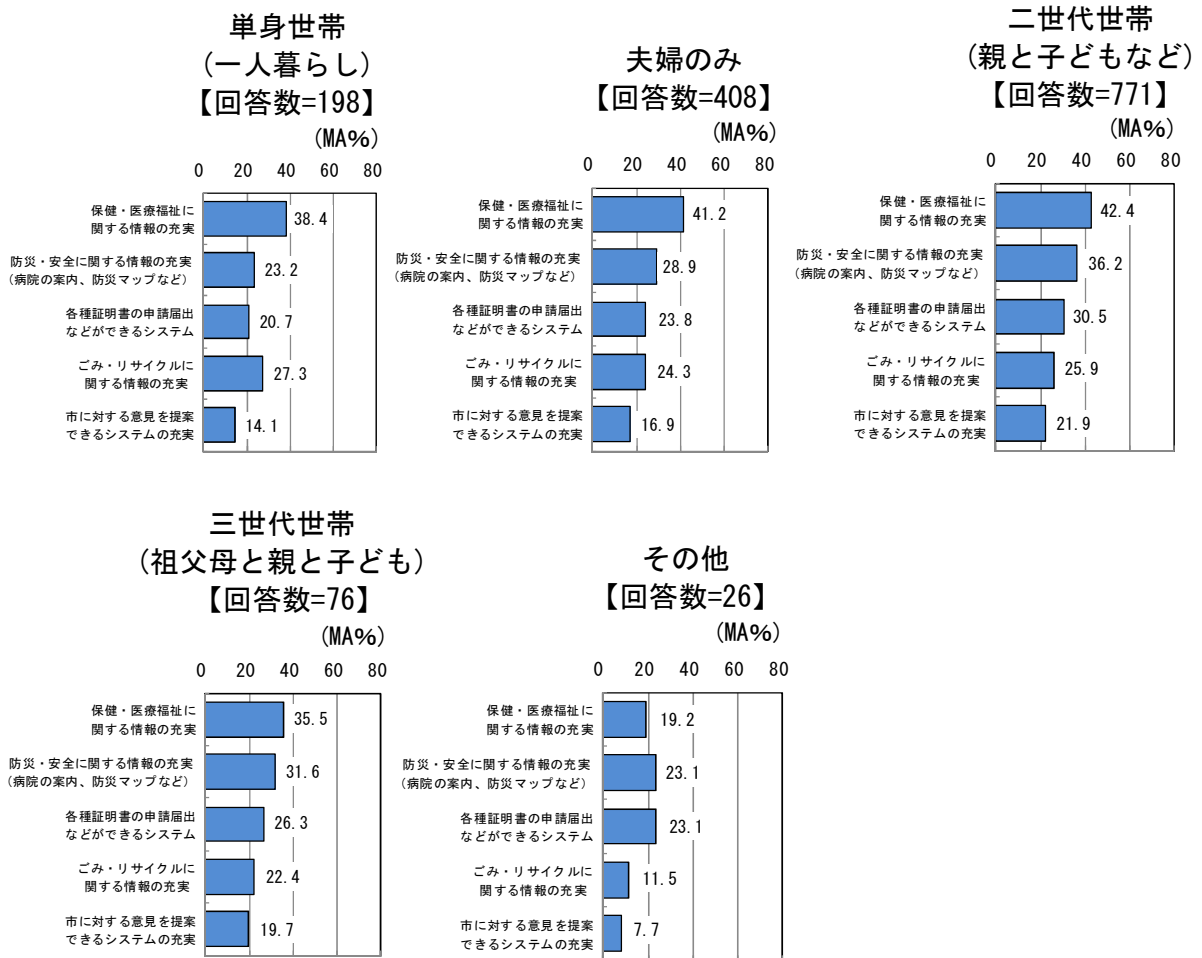 単身世帯
(一人暮らし)
【回答数=198】
(MA%)
0 20 40 60 80
保健・医療福祉に
関する情報の充実
38.4
防災・安全に関する情報の充実
(病院の案内、防災マップなど)
23.2
各種証明書の申請届出
などができるシステム
20.7
ごみ・リサイクルに
関する情報の充実
27.3
市に対する意見を提案
できるシステムの充実
14.1
夫婦のみ
【回答数=408】
(MA%)
0 20 40 60 80
保健・医療福祉に
関する情報の充実
41.2
防災・安全に関する情報の充実
(病院の案内、防災マップなど)
28.9
各種証明書の申請届出
などができるシステム
23.8
ごみ・リサイクルに
関する情報の充実
24.3
市に対する意見を提案
できるシステムの充実
16.9
二世代世帯
(親と子どもなど)
【回答数=771】
(MA%)
0 20 40 60 80
保健・医療福祉に
関する情報の充実
42.4
防災・安全に関する情報の充実
(病院の案内、防災マップなど)
36.2
各種証明書の申請届出
などができるシステム
30.5
ごみ・リサイクルに
関する情報の充実
25.9
市に対する意見を提案
できるシステムの充実
21.9
三世代世帯
(祖父母と親と子ども)
【回答数=76】
(MA%)
0 20 40 60 80
保健・医療福祉に
関する情報の充実
35.5
防災・安全に関する情報の充実
(病院の案内、防災マップなど)
31.6
各種証明書の申請届出
などができるシステム
26.3
ごみ・リサイクルに
関する情報の充実
22.4
市に対する意見を提案
できるシステムの充実
19.7
その他
【回答数=26】
(MA%)
0 20 40 60 80
保健・医療福祉に
関する情報の充実
19.2
防災・安全に関する情報の充実
(病院の案内、防災マップなど)
23.1
各種証明書の申請届出
などができるシステム
23.1
ごみ・リサイクルに
関する情報の充実
11.5
市に対する意見を提案
できるシステムの充実
7.7